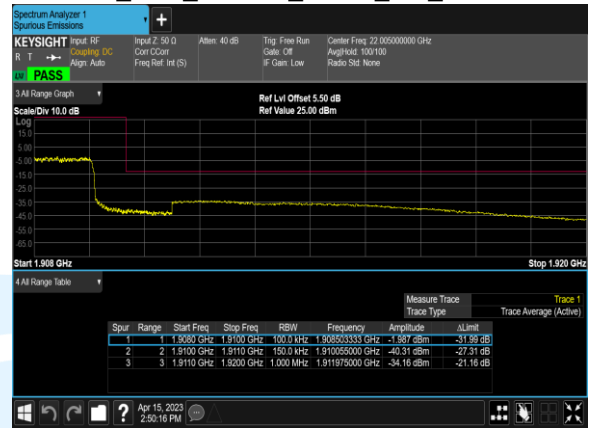 Spectrum Analyzer 1
Spurious Emissions
KEYSIGHT Input: RF Input Z: 50 Ω Atten: 40 dB Trig: Free Run Center Freq: 22.005000000 GHz
R T Coupling: DC Corr CCorr Gate: Off Avg|Hold: 100/100
Align: Auto Freq Ref: Int (S) IF Gain: Low Radio Std: None
PASS
3 All Range Graph
Ref Lvl Offset 5.50 dB
Scale/Div 10.0 dB Ref Value 25.00 dBm
Log
15.0
5.00
-5.00
-15.0
-25.0
-35.0
-45.0
-55.0
-65.0
Start 1.908 GHz Stop 1.920 GHz
4 All Range Table
Measure Trace Trace 1
Trace Type Trace Average (Active)
Spur Range Start Freq Stop Freq RBW Frequency Amplitude ΔLimit
1 1 1.9080 GHz 1.9100 GHz 100.0 kHz 1.908503333 GHz -1.987 dBm -31.99 dB
2 2 1.9100 GHz 1.9110 GHz 150.0 kHz 1.910055000 GHz -40.31 dBm -27.31 dB
3 3 1.9110 GHz 1.9200 GHz 1.000 MHz 1.911975000 GHz -34.16 dBm -21.16 dB
? Apr 15, 2023
2:50:16 PM